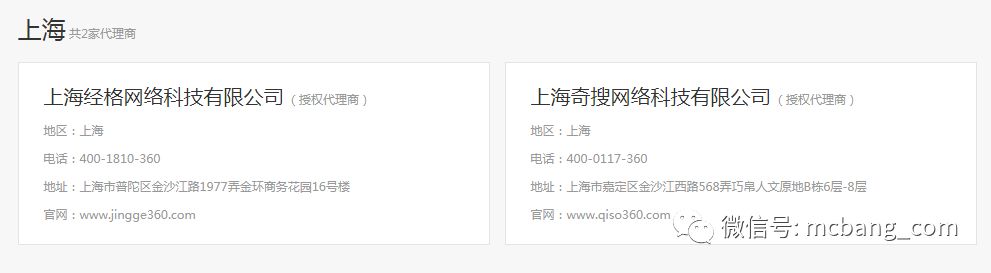 上海 共2家代理商
上海经格网络科技有限公司（授权代理商）
地区：上海
电话：400-1810-360
地址：上海市普陀区金沙江路1977弄金环商务花园16号楼
官网：www.jingge360.com
上海奇搜网络科技有限公司（授权代理商）
地区：上海
电话：400-0117-360
地址：上海市嘉定区金沙江西路568弄巧帛人文原地B栋6层-8层
官网：www.qiso360.com
微信号: mcbang_com